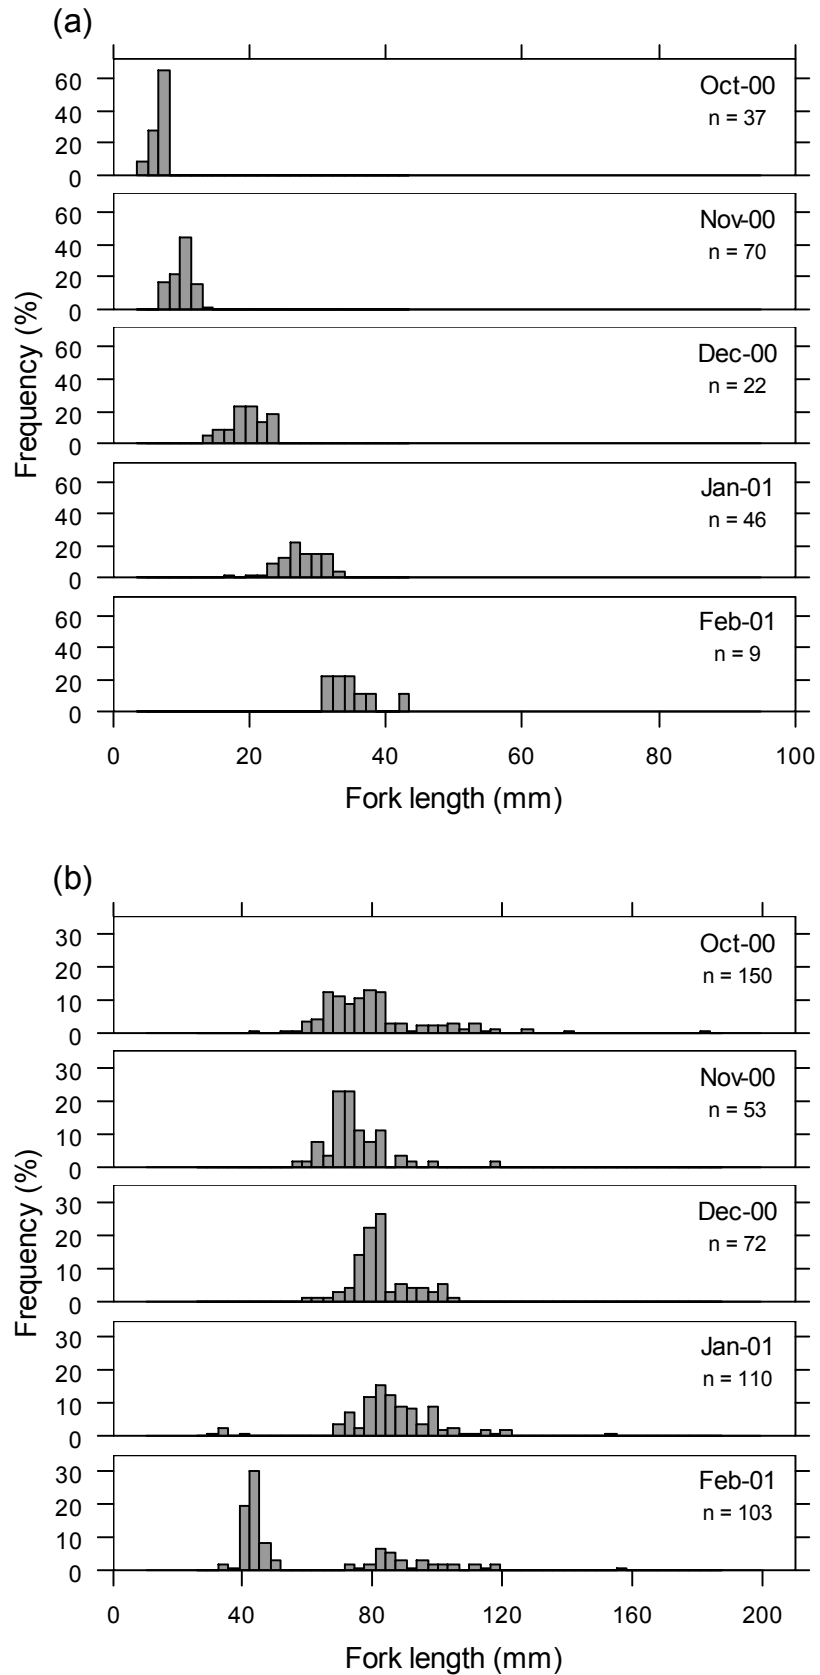 (a)
Frequency (%)
60
40
20
0
Oct-00
n = 37
60
40
20
0
Nov-00
n = 70
60
40
20
0
Dec-00
n = 22
60
40
20
0
Jan-01
n = 46
60
40
20
0
Feb-01
n = 9
0 20 40 60 80 100
Fork length (mm)
(b)
Frequency (%)
30
20
10
0
Oct-00
n = 150
30
20
10
0
Nov-00
n = 53
30
20
10
0
Dec-00
n = 72
30
20
10
0
Jan-01
n = 110
30
20
10
0
Feb-01
n = 103
0 40 80 120 160 200
Fork length (mm)